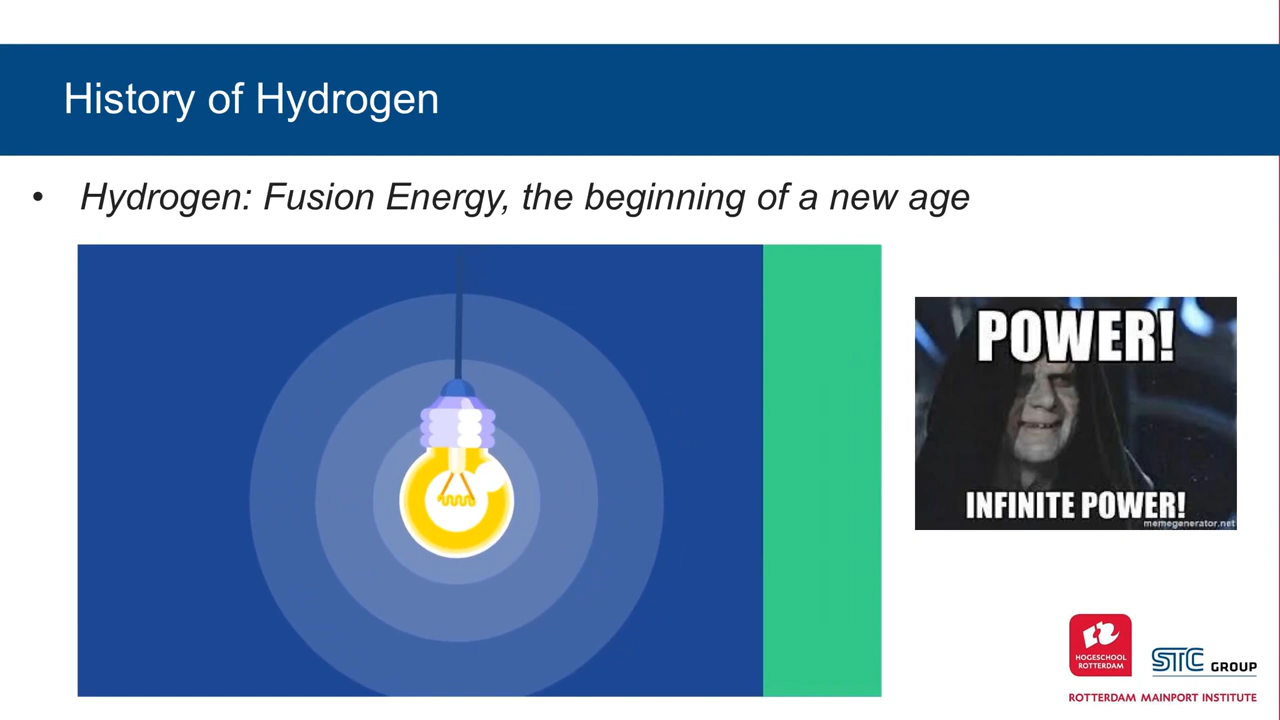 History of Hydrogen
• Hydrogen: Fusion Energy, the beginning of a new age
POWER!
INFINITE POWER!
memegenerator.net
HOGESCHOOL
ROTTERDAM
STC GROUP
ROTTERDAM MAINPORT INSTITUTE